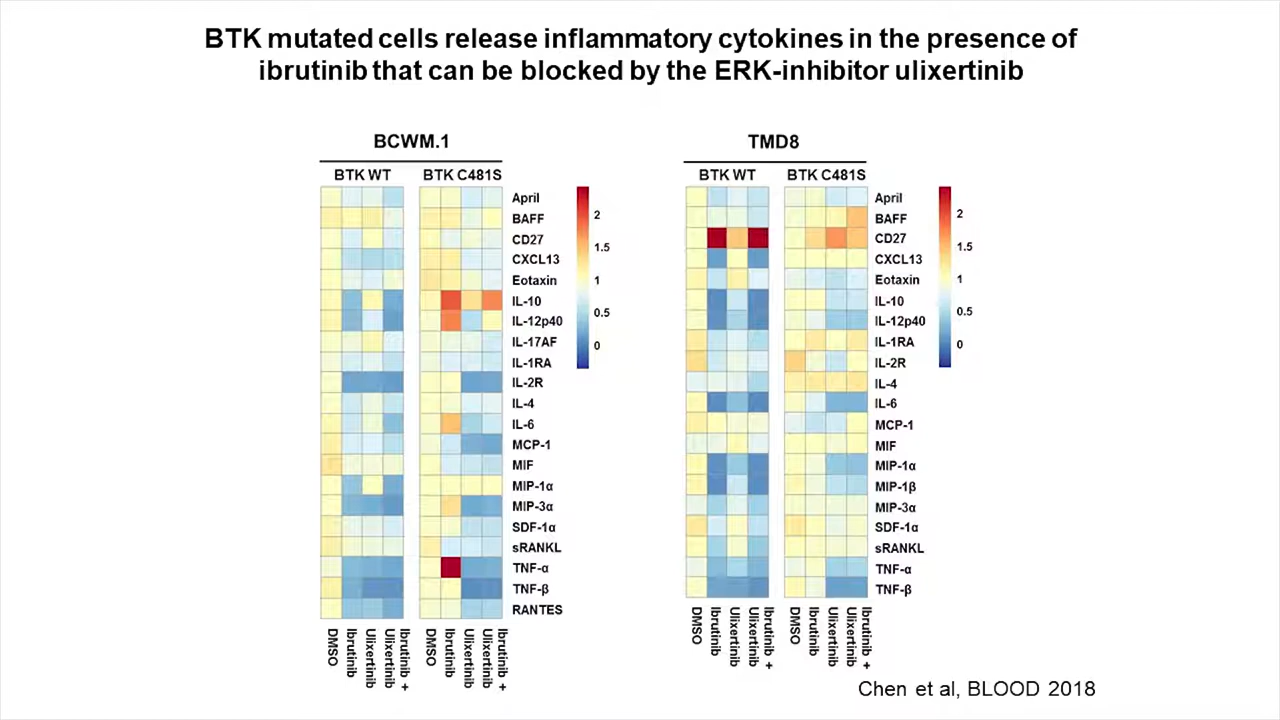 BTK mutated cells release inflammatory cytokines in the presence of
ibrutinib that can be blocked by the ERK-inhibitor ulixertinib
BCWM.1
BTK WT
BTK C481S
April
BAFF
CD27
CXCL13
Eotaxin
IL-10
IL-12p40
IL-17AF
IL-1RA
IL-2R
IL-4
IL-6
MCP-1
MIF
MIP-1α
MIP-3α
SDF-1α
sRANKL
TNF-α
TNF-β
RANTES
2
1.5
1
0.5
0
DMSO
Ibrutinib
Ulixertinib
Ulixertinib
Ibrutinib +
DMSO
Ibrutinib
Ulixertinib
Ulixertinib
Ibrutinib +
TMD8
BTK WT
BTK C481S
April
BAFF
CD27
CXCL13
Eotaxin
IL-10
IL-12p40
IL-1RA
IL-2R
IL-4
IL-6
MCP-1
MIF
MIP-1α
MIP-1β
MIP-3α
SDF-1α
sRANKL
TNF-α
TNF-β
2
1.5
1
0.5
0
DMSO
Ibrutinib
Ulixertinib
Ulixertinib
Ibrutinib +
DMSO
Ibrutinib
Ulixertinib
Ulixertinib
Ibrutinib +
Chen et al, BLOOD 2018